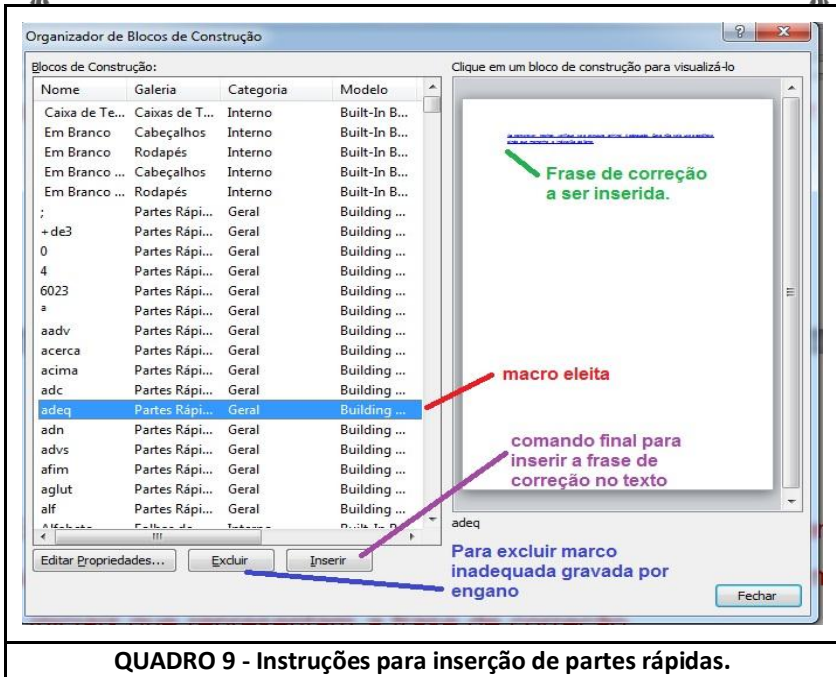 Organizador de Blocos de Construção
Blocos de Construção:
Clique em um bloco de construção para visualizá-lo
Nome Galeria Categoria Modelo
Caixa de Te... Caixas de T... Interno Built-In B...
Em Branco Cabeçalhos Interno Built-In B...
Em Branco Rodapés Interno Built-In B...
Em Branco ... Cabeçalhos Interno Built-In B...
Em Branco ... Rodapés Interno Built-In B...
; Partes Rápi... Geral Building ...
+de3 Partes Rápi... Geral Building ...
0 Partes Rápi... Geral Building ...
4 Partes Rápi... Geral Building ...
6023 Partes Rápi... Geral Building ...
ª Partes Rápi... Geral Building ...
aadv Partes Rápi... Geral Building ...
acerca Partes Rápi... Geral Building ...
acima Partes Rápi... Geral Building ...
adc Partes Rápi... Geral Building ...
adeq Partes Rápi... Geral Building ...
adn Partes Rápi... Geral Building ...
advs Partes Rápi... Geral Building ...
afim Partes Rápi... Geral Building ...
aglut Partes Rápi... Geral Building ...
alf Partes Rápi... Geral Building ...
Frase de correção
a ser inserida.
macro eleita
comando final para
inserir a frase de
correção no texto
adeq
Editar Propriedades... Excluir Inserir
Para excluir marco
inadequada gravada por
engano
Fechar
QUADRO 9 - Instruções para inserção de partes rápidas.